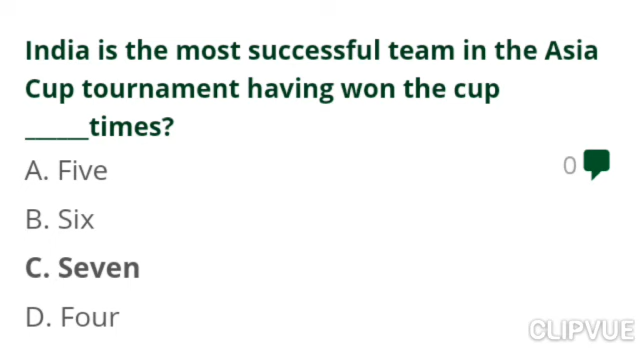 India is the most successful team in the Asia
Cup tournament having won the cup
______times?
A. Five
0
B. Six
C. Seven
D. Four
CLIPVUE